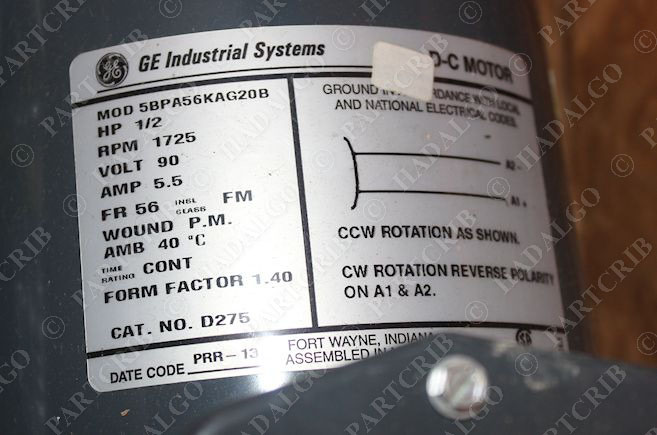 GE Industrial Systems
D-C MOTOR
MOD 5BPA56KAG20B
HP 1/2
RPM 1725
VOLT 90
AMP 5.5
FR 56 INSL CLASS FM
WOUND P.M.
AMB 40 °C
TIME RATING CONT
FORM FACTOR 1.40
CAT. NO. D275
DATE CODE PRR-13
GROUND IN ACCORDANCE WITH LOCAL
AND NATIONAL ELECTRICAL CODES.
A2 -
A1 +
CCW ROTATION AS SHOWN.
CW ROTATION REVERSE POLARITY
ON A1 & A2.
FORT WAYNE, INDIANA
ASSEMBLED IN
© PARTCRIB
© HADALGO